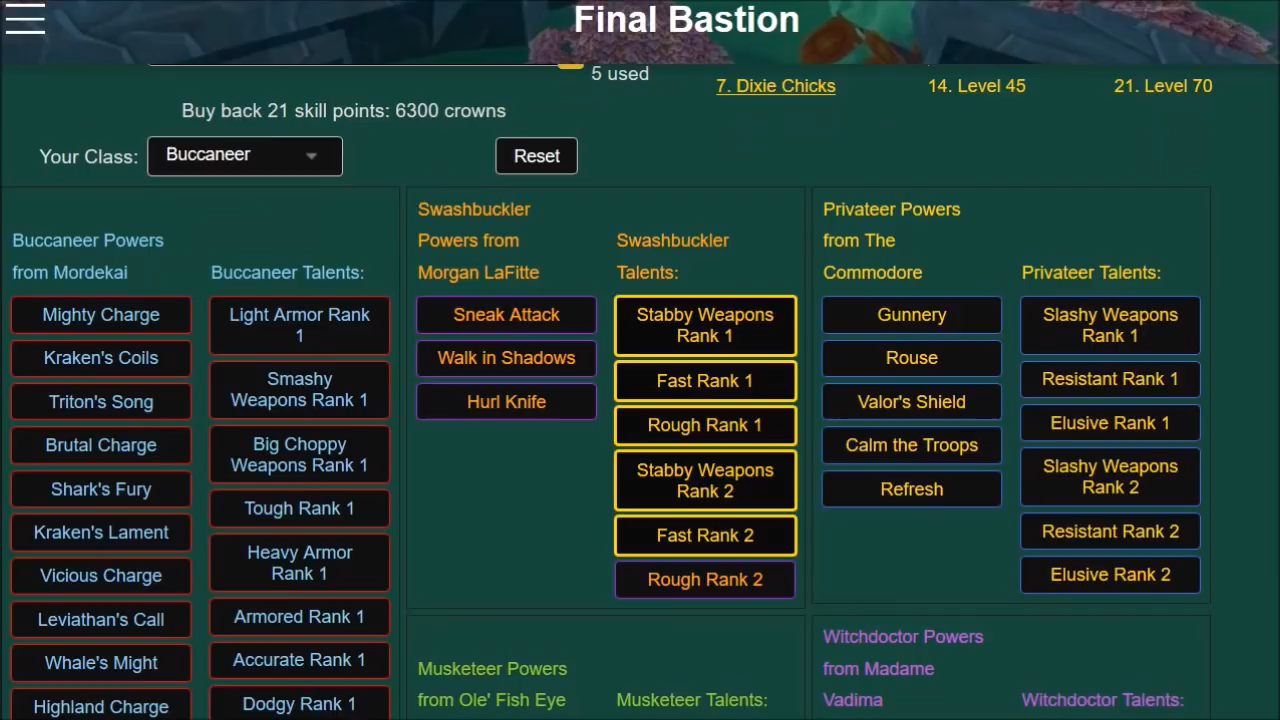 Final Bastion
5 used
7. Dixie Chicks
14. Level 45
21. Level 70
Buy back 21 skill points: 6300 crowns
Your Class:
Buccaneer
Reset
Buccaneer Powers
from Mordekai
Mighty Charge
Kraken's Coils
Triton's Song
Brutal Charge
Shark's Fury
Kraken's Lament
Vicious Charge
Leviathan's Call
Whale's Might
Highland Charge
Buccaneer Talents:
Light Armor Rank
1
Smashy
Weapons Rank 1
Big Choppy
Weapons Rank 1
Tough Rank 1
Heavy Armor
Rank 1
Armored Rank 1
Accurate Rank 1
Dodgy Rank 1
Swashbuckler
Powers from
Morgan LaFitte
Sneak Attack
Walk in Shadows
Hurl Knife
Swashbuckler
Talents:
Stabby Weapons
Rank 1
Fast Rank 1
Rough Rank 1
Stabby Weapons
Rank 2
Fast Rank 2
Rough Rank 2
Privateer Powers
from The
Commodore
Gunnery
Rouse
Valor's Shield
Calm the Troops
Refresh
Privateer Talents:
Slashy Weapons
Rank 1
Resistant Rank 1
Elusive Rank 1
Slashy Weapons
Rank 2
Resistant Rank 2
Elusive Rank 2
Musketeer Powers
from Ole' Fish Eye
Musketeer Talents:
Witchdoctor Powers
from Madame
Vadima
Witchdoctor Talents: